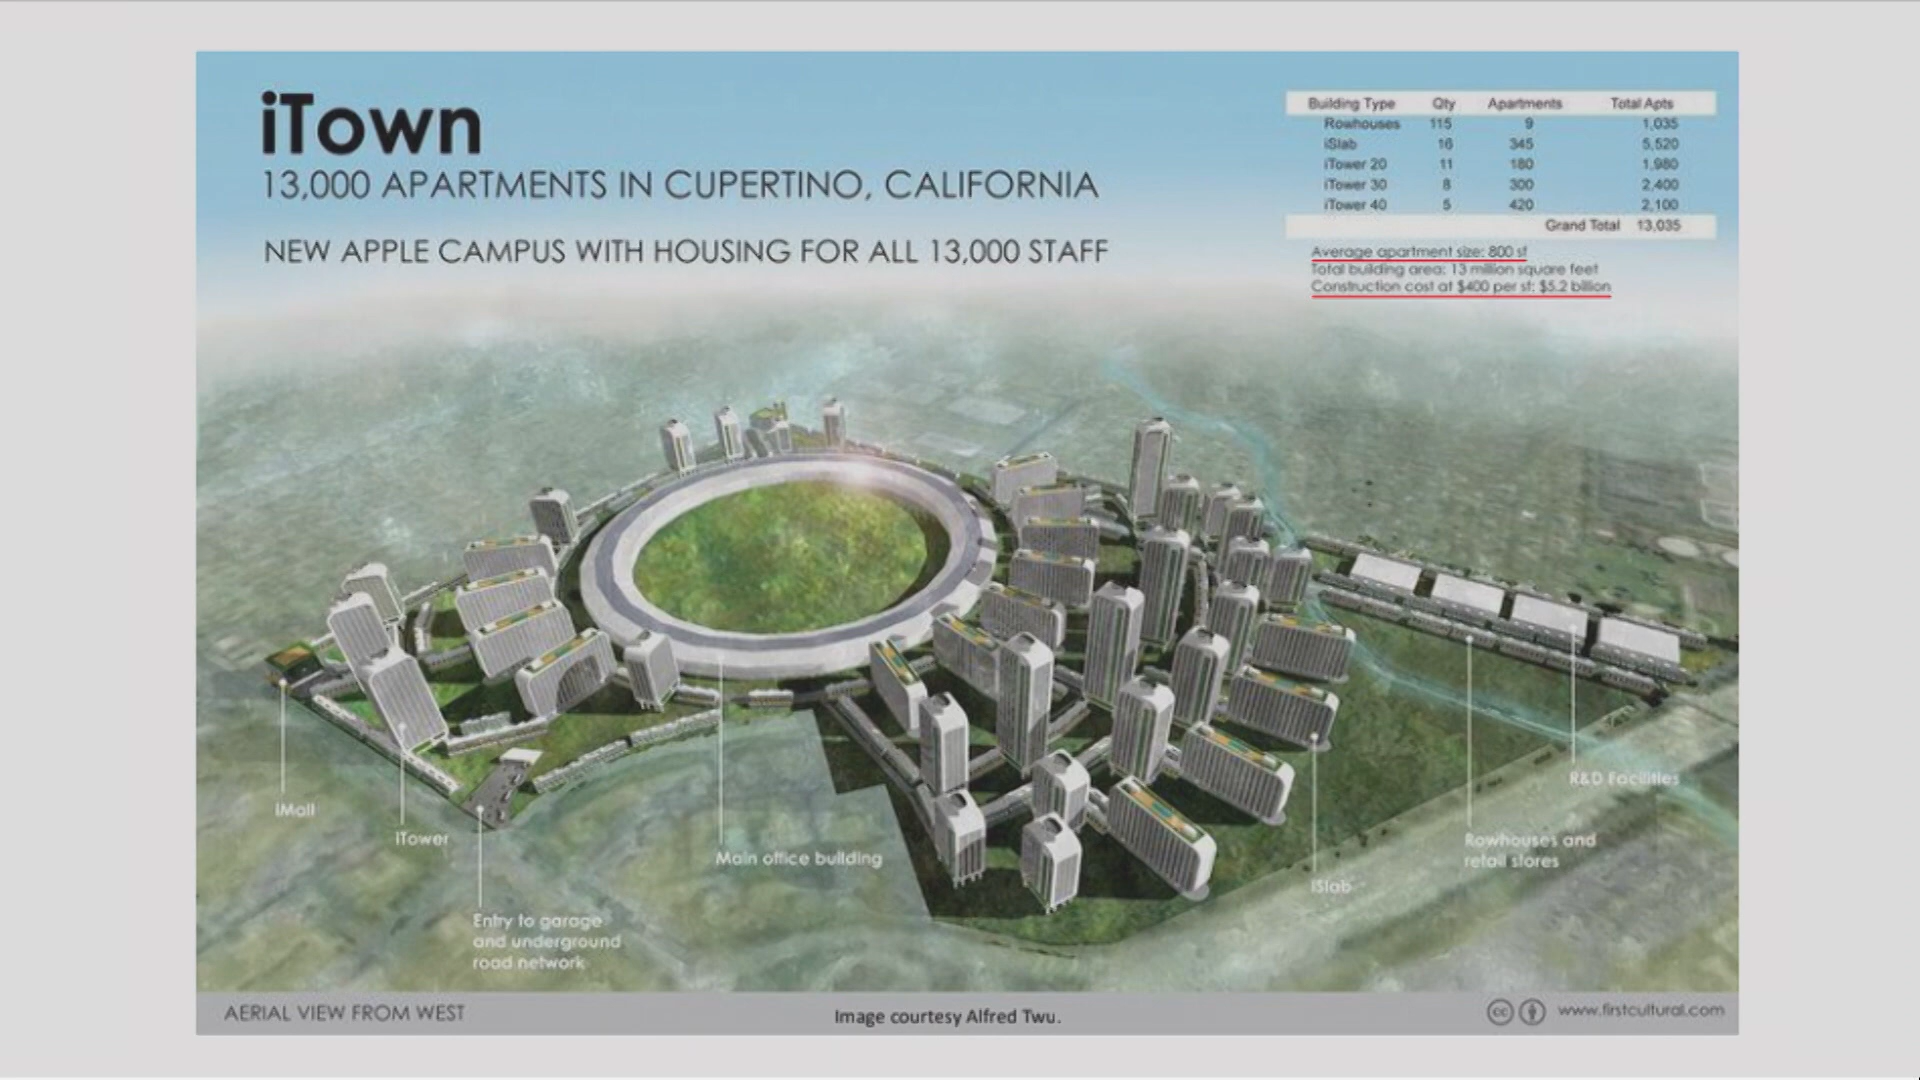 iTown
13,000 APARTMENTS IN CUPERTINO, CALIFORNIA
NEW APPLE CAMPUS WITH HOUSING FOR ALL 13,000 STAFF
Building Type Qty Apartments Total Apts
Rowhouses 115 9 1,035
iSlab 16 345 5,520
iTower 20 11 180 1,980
iTower 30 8 300 2,400
iTower 40 5 420 2,100
Grand Total 13,035
Average apartment size: 800 sf
Total building area: 13 million square feet
Construction cost at $400 per sf: $5.2 billion
iMall
iTower
Entry to garage
and underground
road network
Main office building
iSlab
Rowhouses and
retail stores
R&D Facilities
AERIAL VIEW FROM WEST
Image courtesy Alfred Twu.
cc
www.firstcultural.com